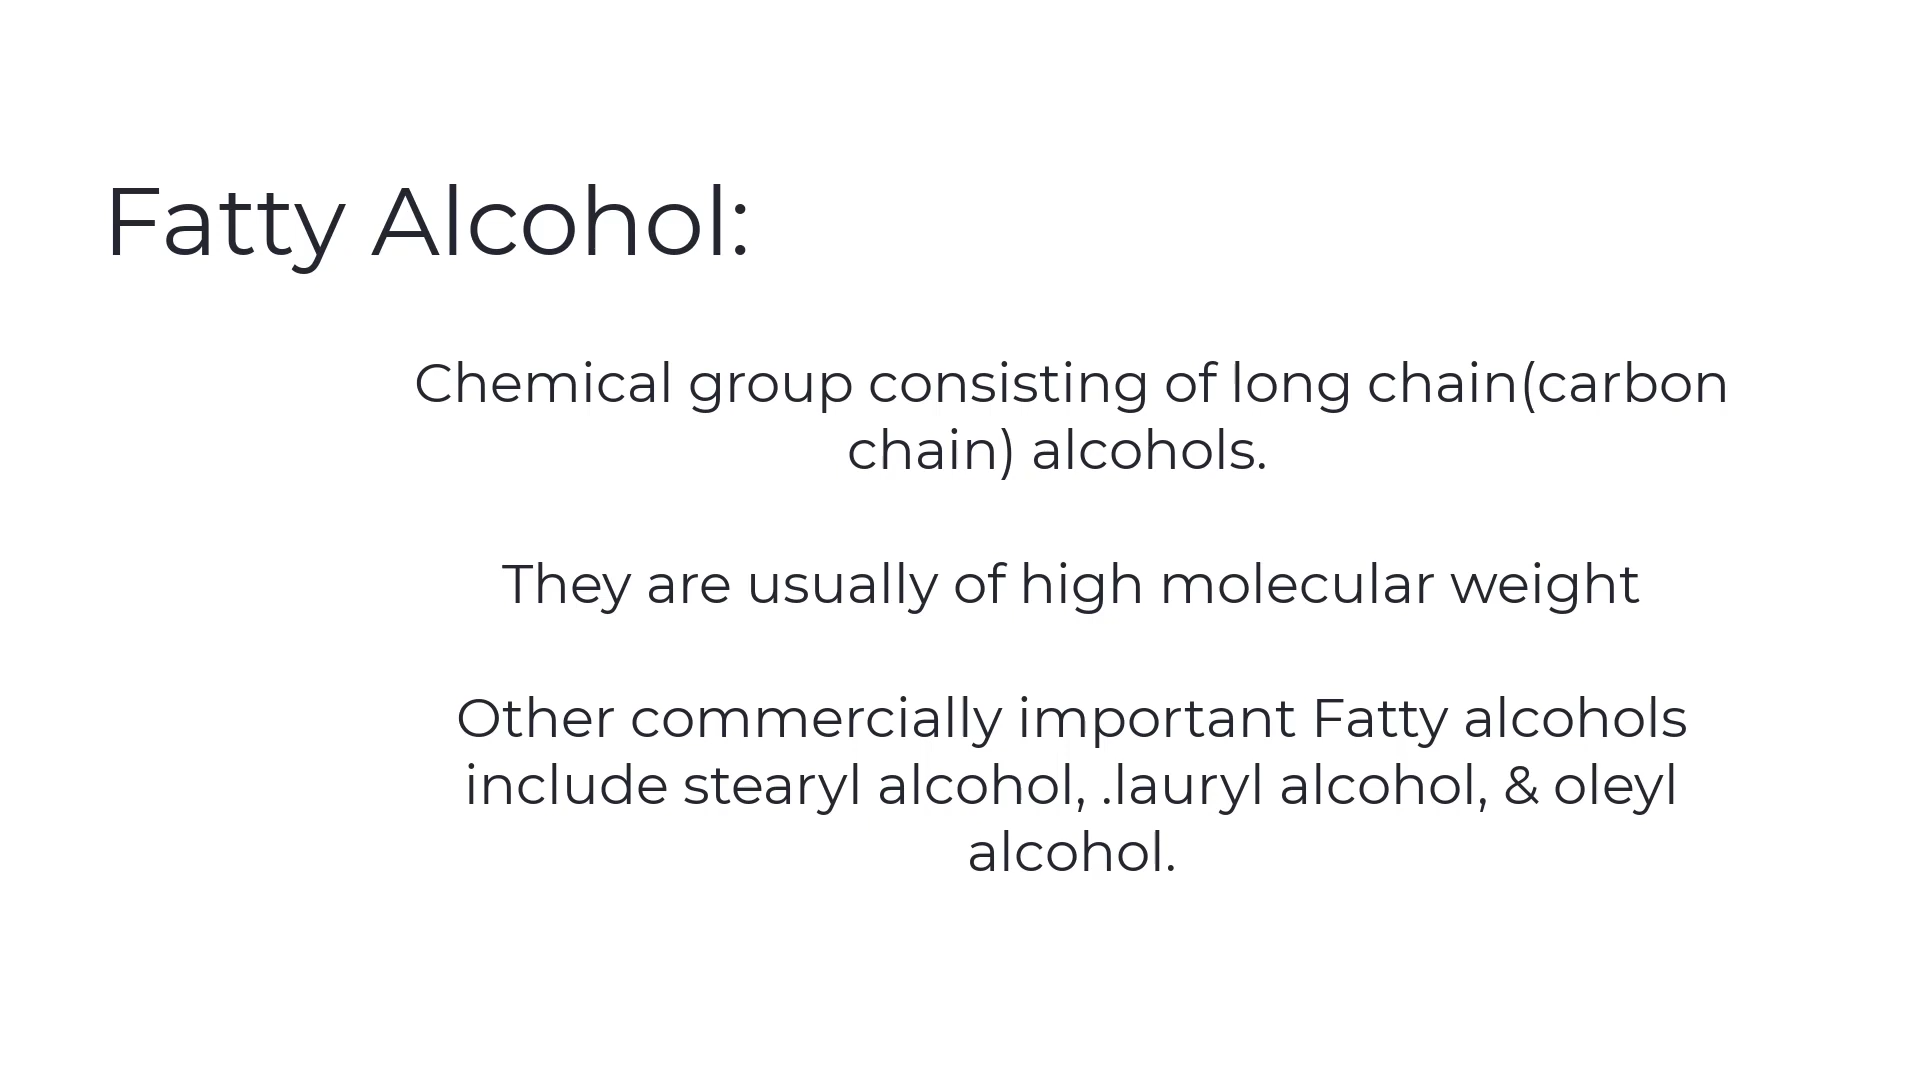 Fatty Alcohol:
Chemical group consisting of long chain(carbon
chain) alcohols.
They are usually of high molecular weight
Other commercially important Fatty alcohols
include stearyl alcohol, .lauryl alcohol, & oleyl
alcohol.